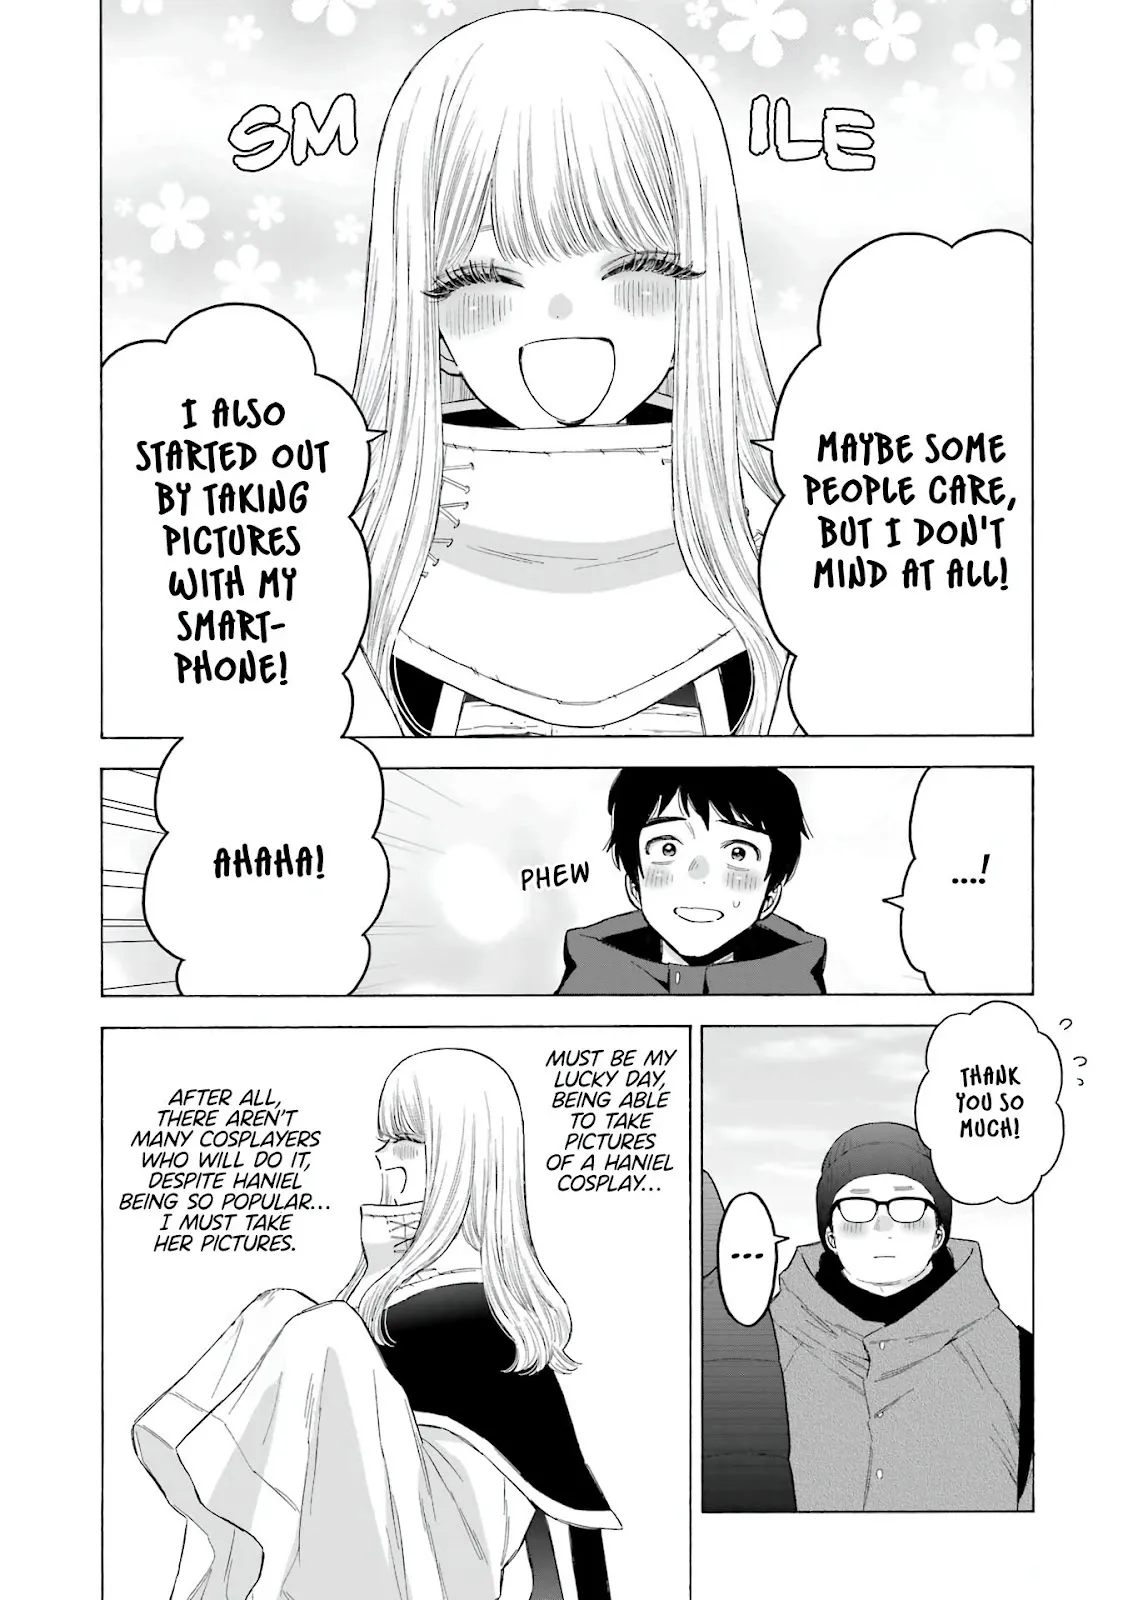 SMILE
MAYBE SOME
PEOPLE CARE,
BUT I DON'T
MIND AT ALL!
I ALSO
STARTED OUT
BY TAKING
PICTURES
WITH MY
SMART-
PHONE!
...!
PHEW
AHAHA!
THANK
YOU SO
MUCH!
...
MUST BE MY
LUCKY DAY,
BEING ABLE
TO TAKE
PICTURES
OF A HANIEL
COSPLAY...
AFTER ALL,
THERE AREN'T
MANY COSPLAYERS
WHO WILL DO IT,
DESPITE HANIEL
BEING SO POPULAR...
I MUST TAKE
HER PICTURES.